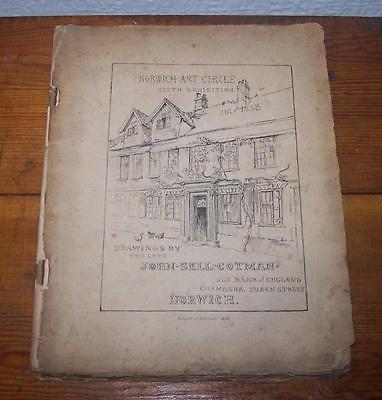 NORWICH ART CIRCLE
NINTH EXHIBITION
JULY 1888
DRAWINGS BY
THE LATE
JOHN-SELL-COTMAN-
OLD BANK of ENGLAND
CHAMBERS, QUEEN STREET
NORWICH.